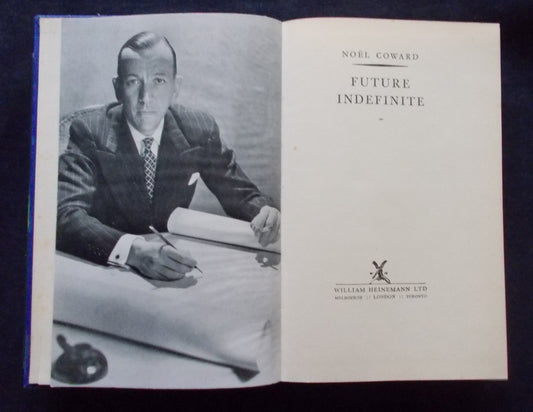 NOËL COWARD
FUTURE
INDEFINITE
WILLIAM HEINEMANN LTD
MELBOURNE :: LONDON :: TORONTO